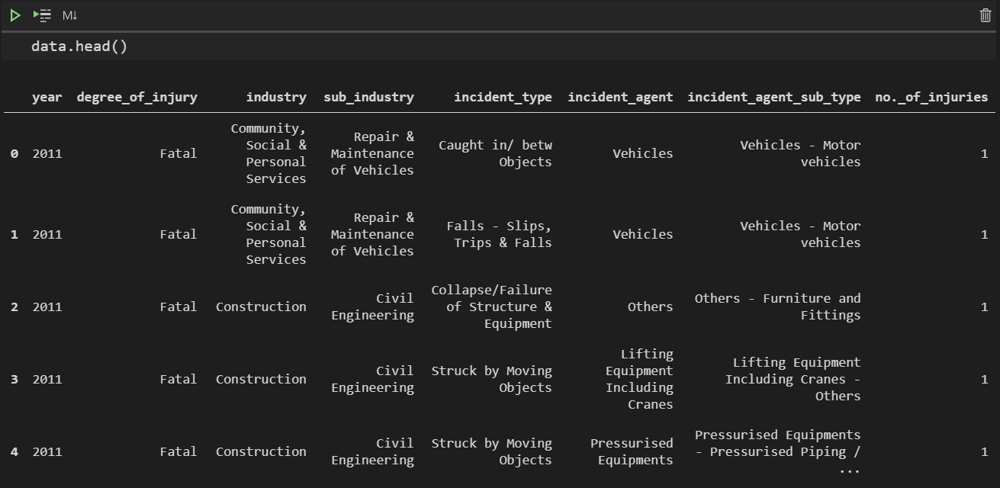 M↓
data.head()
year degree_of_injury industry sub_industry incident_type incident_agent incident_agent_sub_type no._of_injuries
0 2011 Fatal Community, Social & Personal Services Repair & Maintenance of Vehicles Caught in/ betw Objects Vehicles Vehicles - Motor vehicles 1
1 2011 Fatal Community, Social & Personal Services Repair & Maintenance of Vehicles Falls - Slips, Trips & Falls Vehicles Vehicles - Motor vehicles 1
2 2011 Fatal Construction Civil Engineering Collapse/Failure of Structure & Equipment Others Others - Furniture and Fittings 1
3 2011 Fatal Construction Civil Engineering Struck by Moving Objects Lifting Equipment Including Cranes Lifting Equipment Including Cranes - Others 1
4 2011 Fatal Construction Civil Engineering Struck by Moving Objects Pressurised Equipments Pressurised Equipments - Pressurised Piping / ... 1